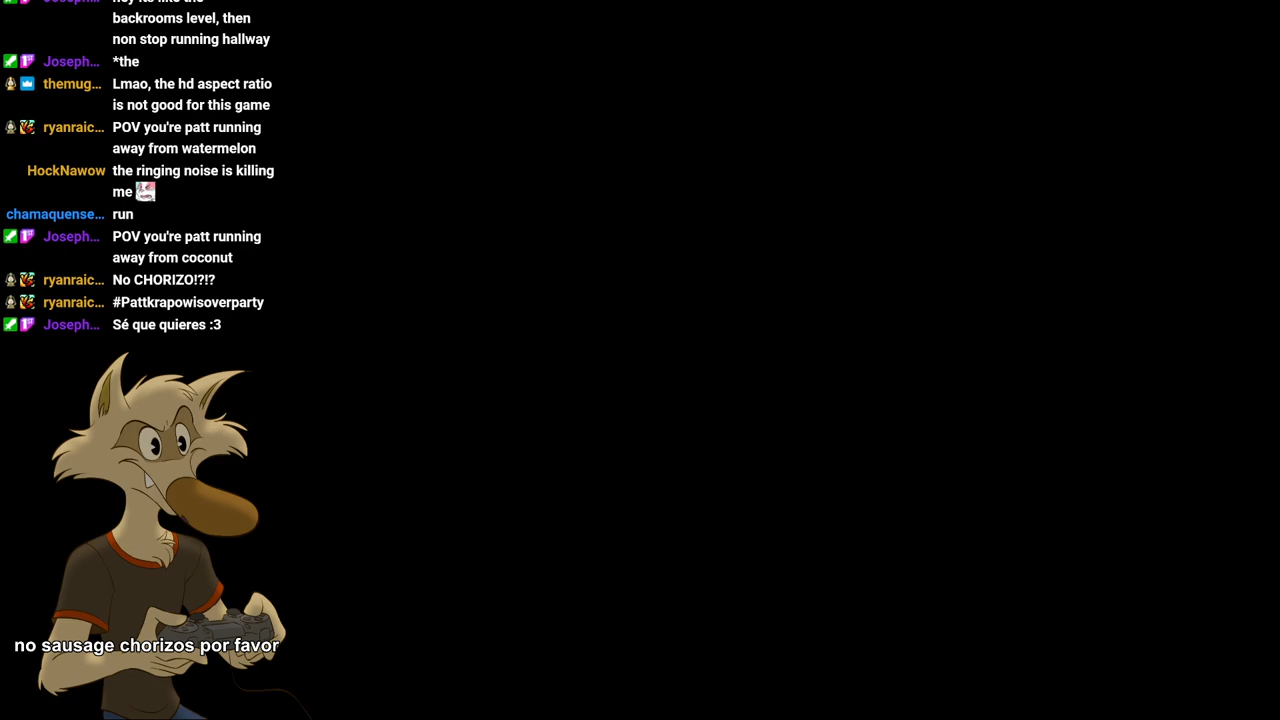 backrooms level, then
non stop running hallway
Joseph... *the
themug... Lmao, the hd aspect ratio
is not good for this game
ryanraic... POV you're patt running
away from watermelon
HockNawow the ringing noise is killing
me
chamaquense... run
Joseph... POV you're patt running
away from coconut
ryanraic... No CHORIZO!?!?
ryanraic... #Pattkrapowisoverparty
Joseph... Sé que quieres :3
no sausage chorizos por favor